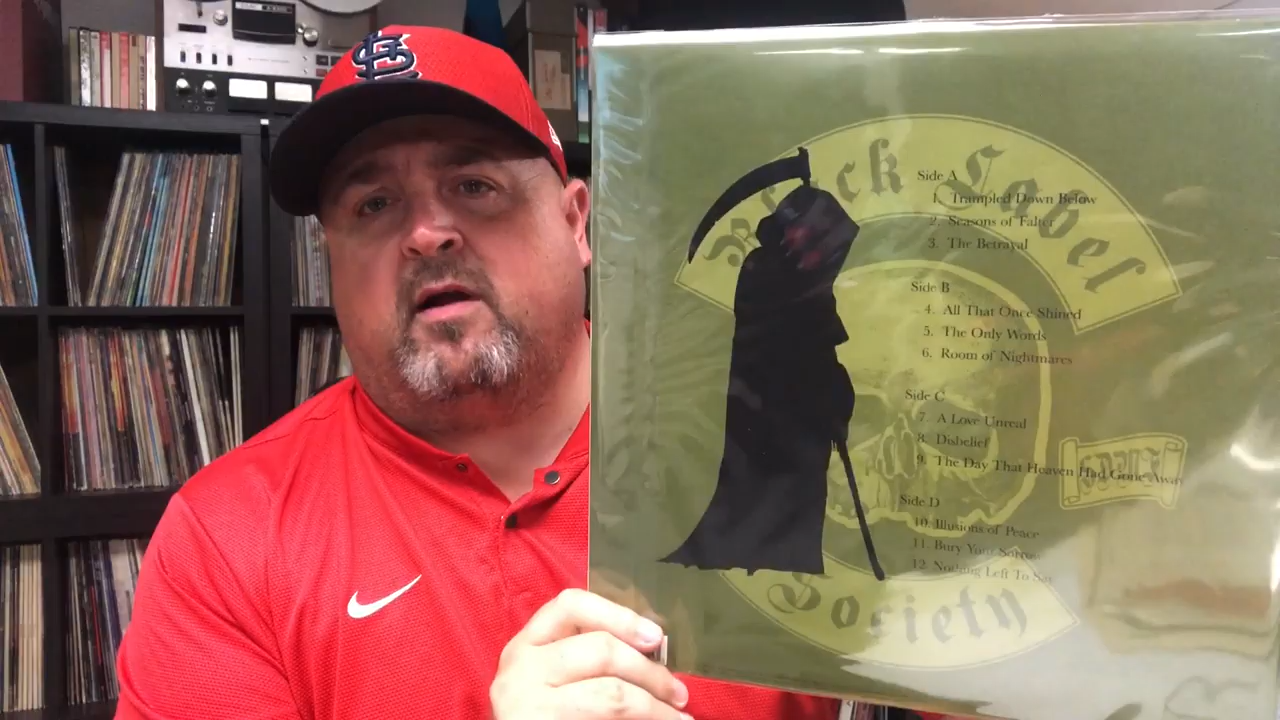 STL
Black Label
Side A
1. Trampled Down Below
2. Seasons of Falter
3. The Betrayal
Side B
4. All That Once Shined
5. The Only Words
6. Room of Nightmares
Side C
7. A Love Unreal
8. Disbelief
9. The Day That Heaven Had Gone Away
Side D
10. Illusions of Peace
11. Bury Your Sorrow
12. Nothing Left To Say
Society